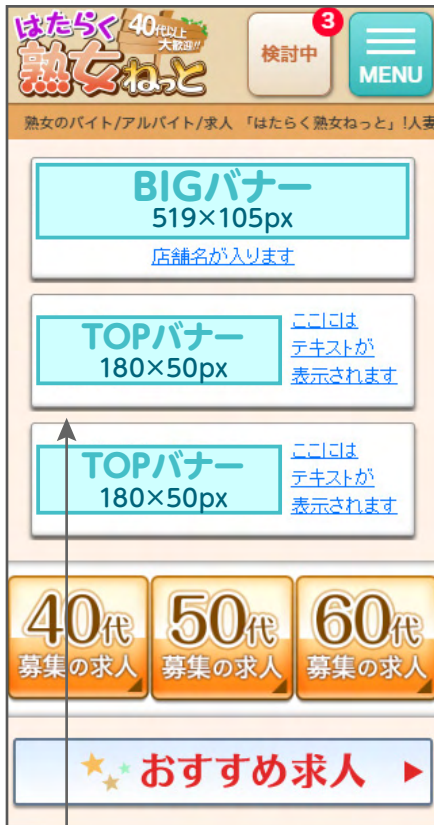 はたらく
熟女ねっと
40代以上
大歓迎!!
検討中
3
MENU
熟女のバイト/アルバイト/求人 「はたらく熟女ねっと」!人妻
BIGバナー
519×105px
店舗名が入ります
TOPバナー
180×50px
ここには
テキストが
表示されます
TOPバナー
180×50px
ここには
テキストが
表示されます
40代
募集の求人
50代
募集の求人
60代
募集の求人
おすすめ求人